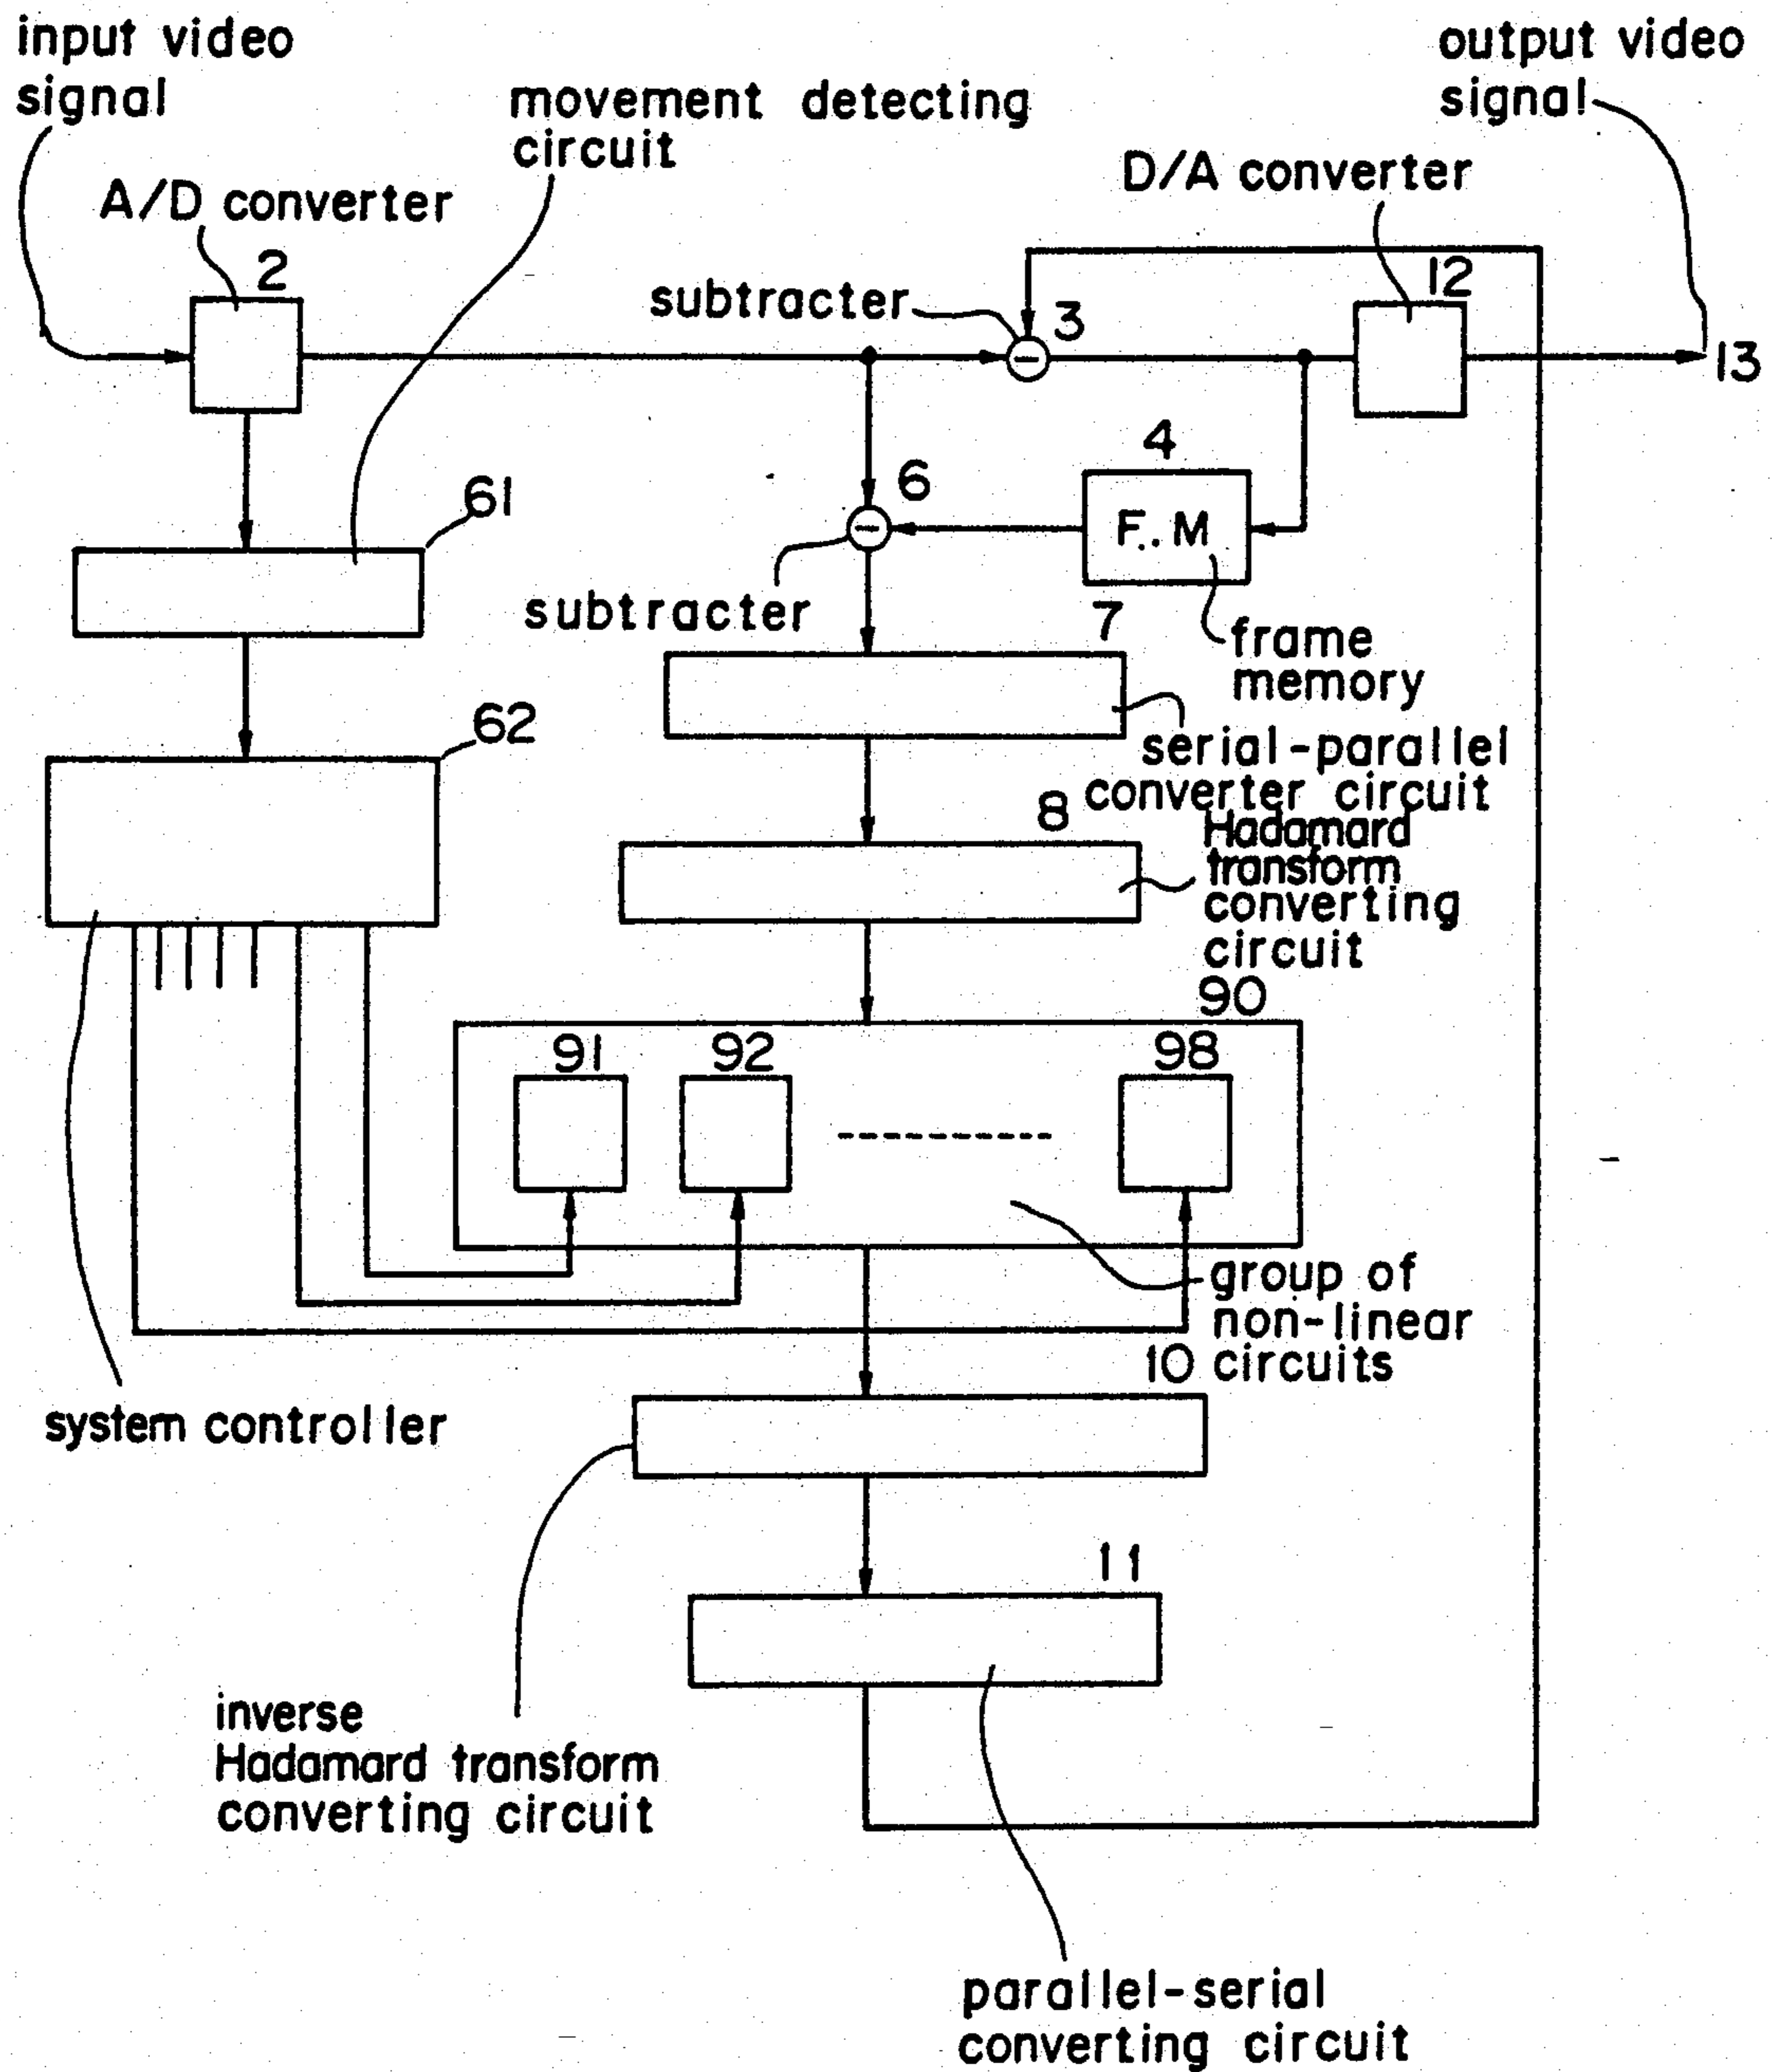 input video
signal
output video
signal
movement detecting
circuit
D/A converter
A/D converter
2
12
subtracter
3
13
4
61
6
F.M
subtracter
7
frame
memory
62
serial-parallel
converter circuit
8
Hadamard
transform
converting
circuit
90
91
92
98
group of
non-linear
circuits
10
system controller
11
inverse
Hadamard transform
converting circuit
parallel-serial
converting circuit